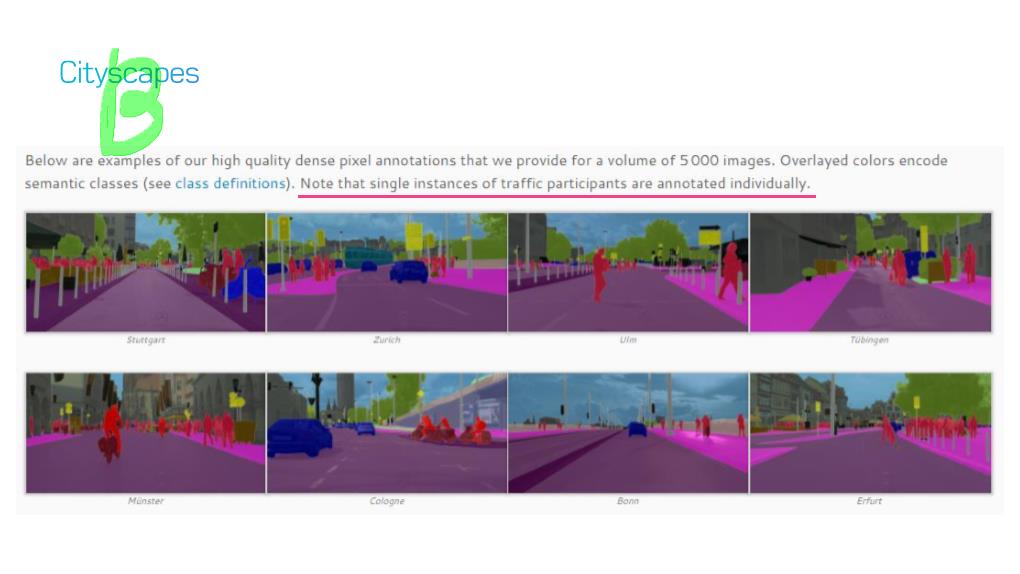 Cityscapes
B
Below are examples of our high quality dense pixel annotations that we provide for a volume of 5 000 images. Overlayed colors encode
semantic classes (see class definitions). Note that single instances of traffic participants are annotated individually.
Stuttgart
Zurich
Ulm
Tübingen
Münster
Cologne
Bonn
Erfurt